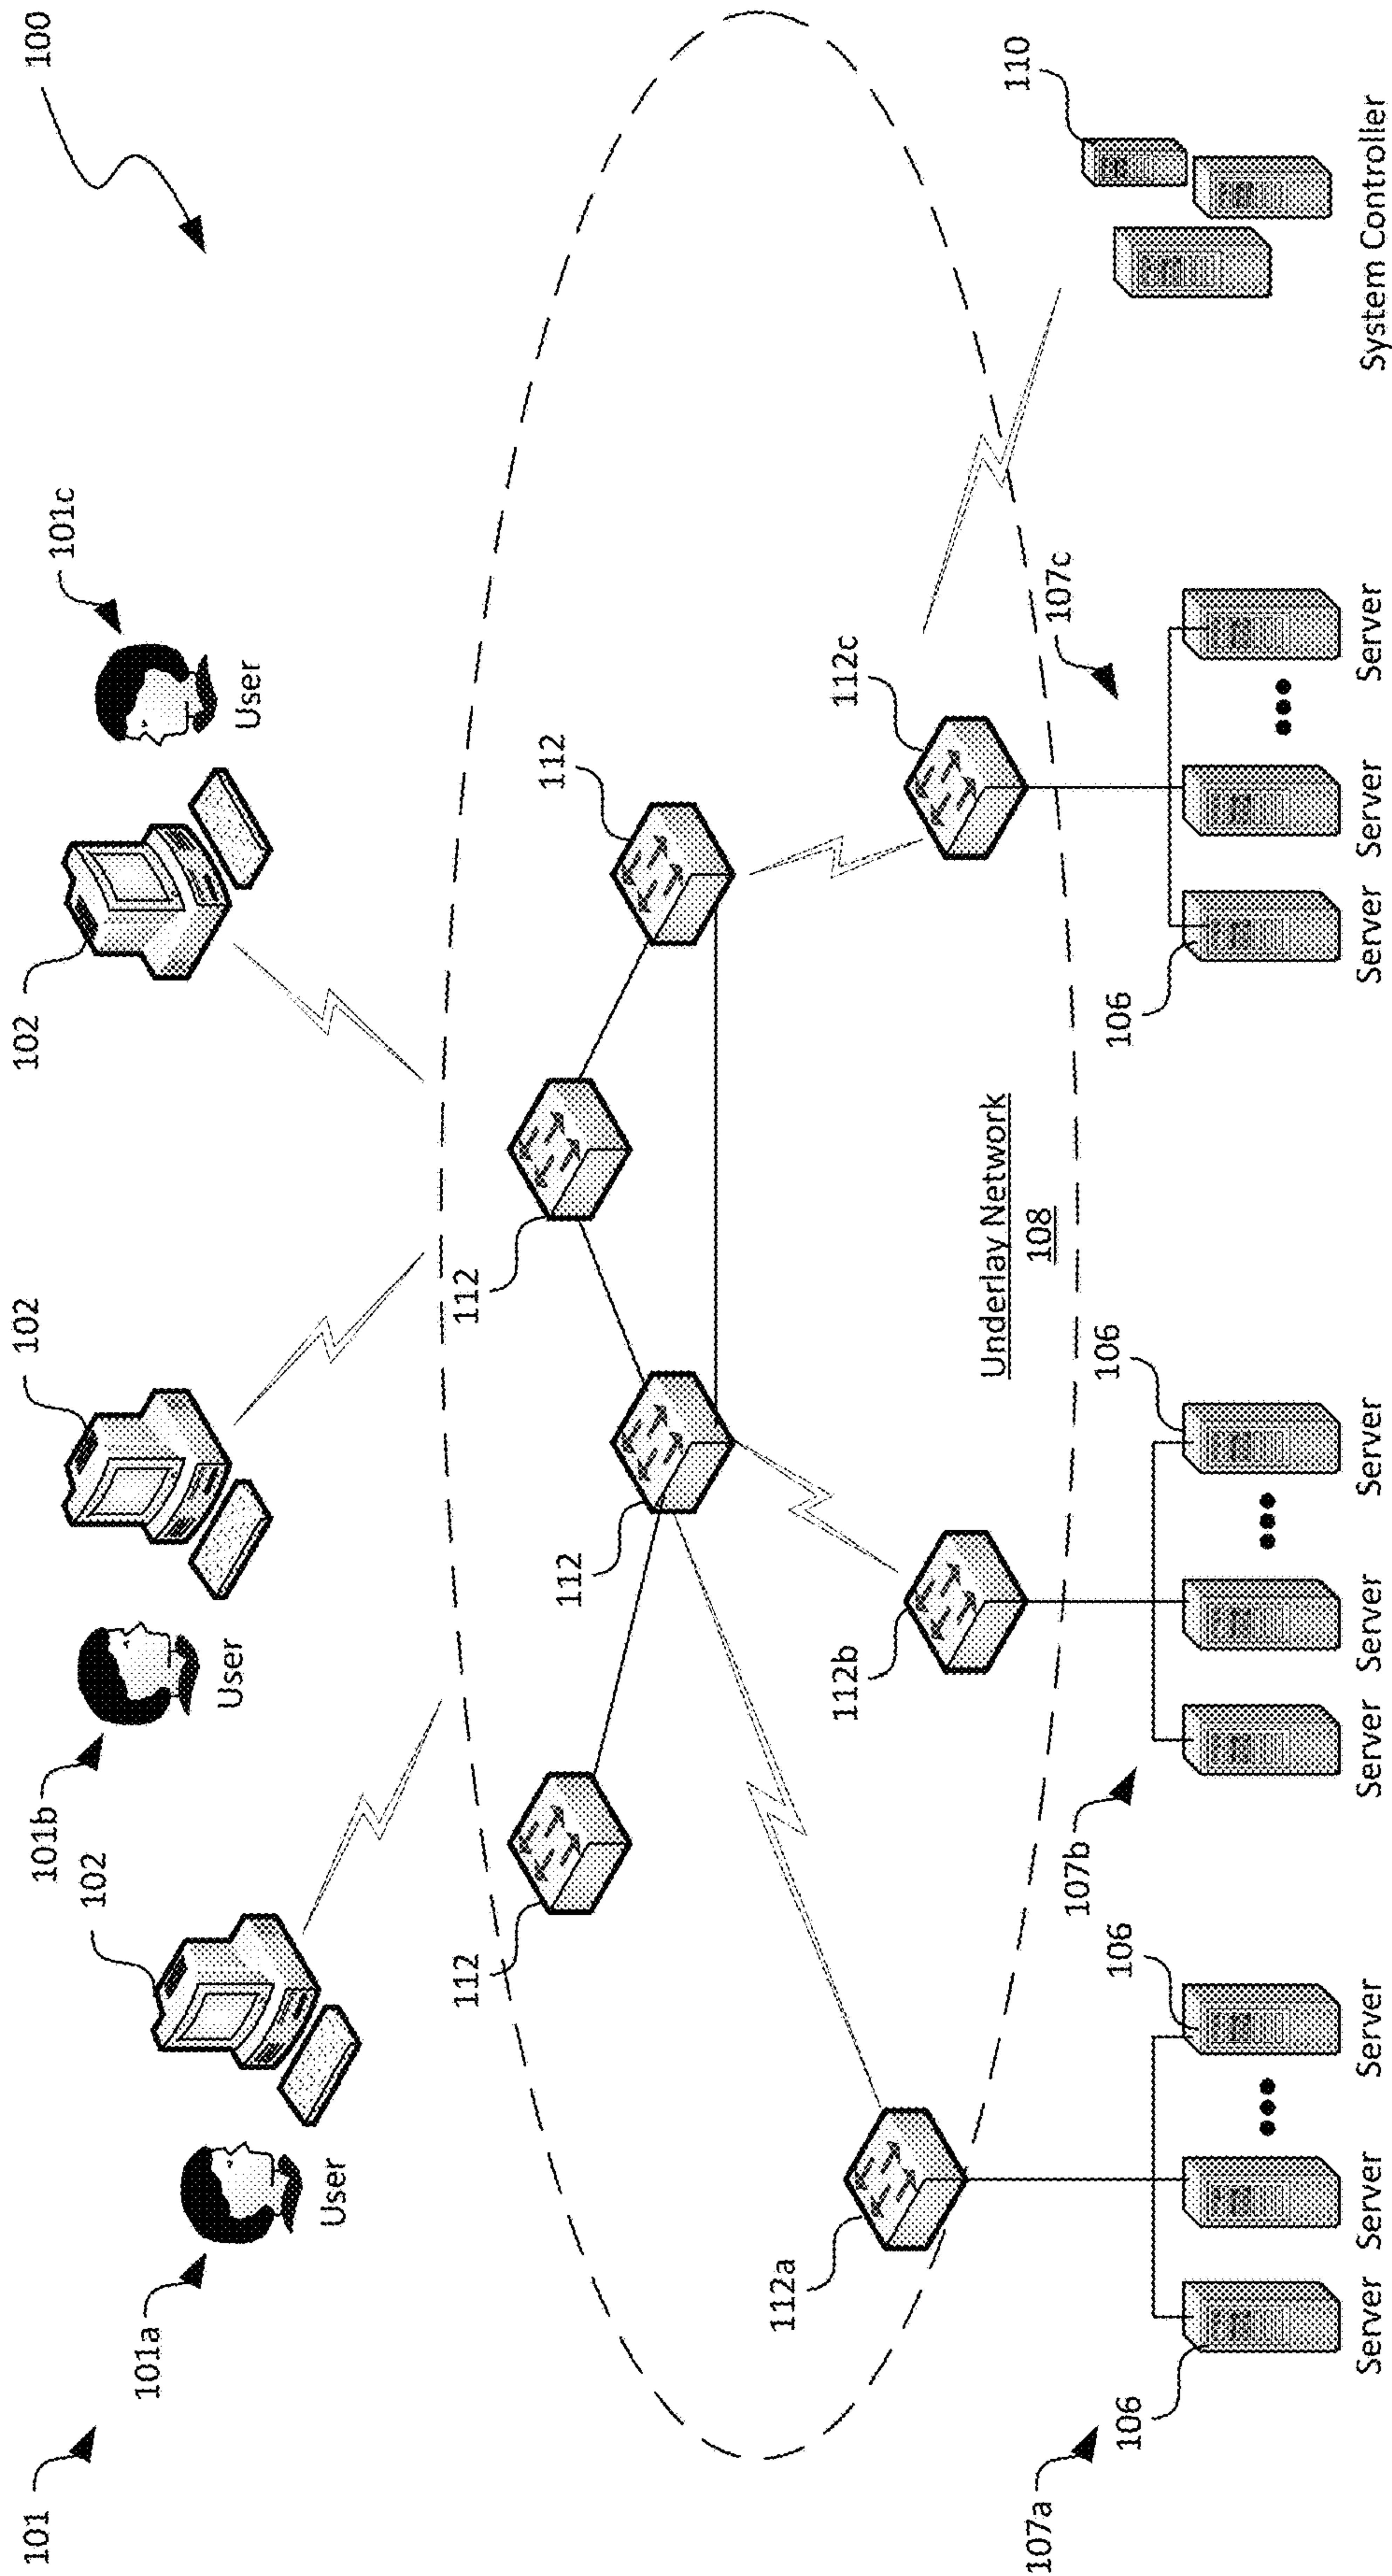 100
101
101a
User
102
101b
User
102
102
101c
User
112
112
112
112
112a
112b
112c
Underlay Network
108
107a
106
106
107b
106
107c
106
110
Server Server Server
Server Server Server
Server Server Server
System Controller